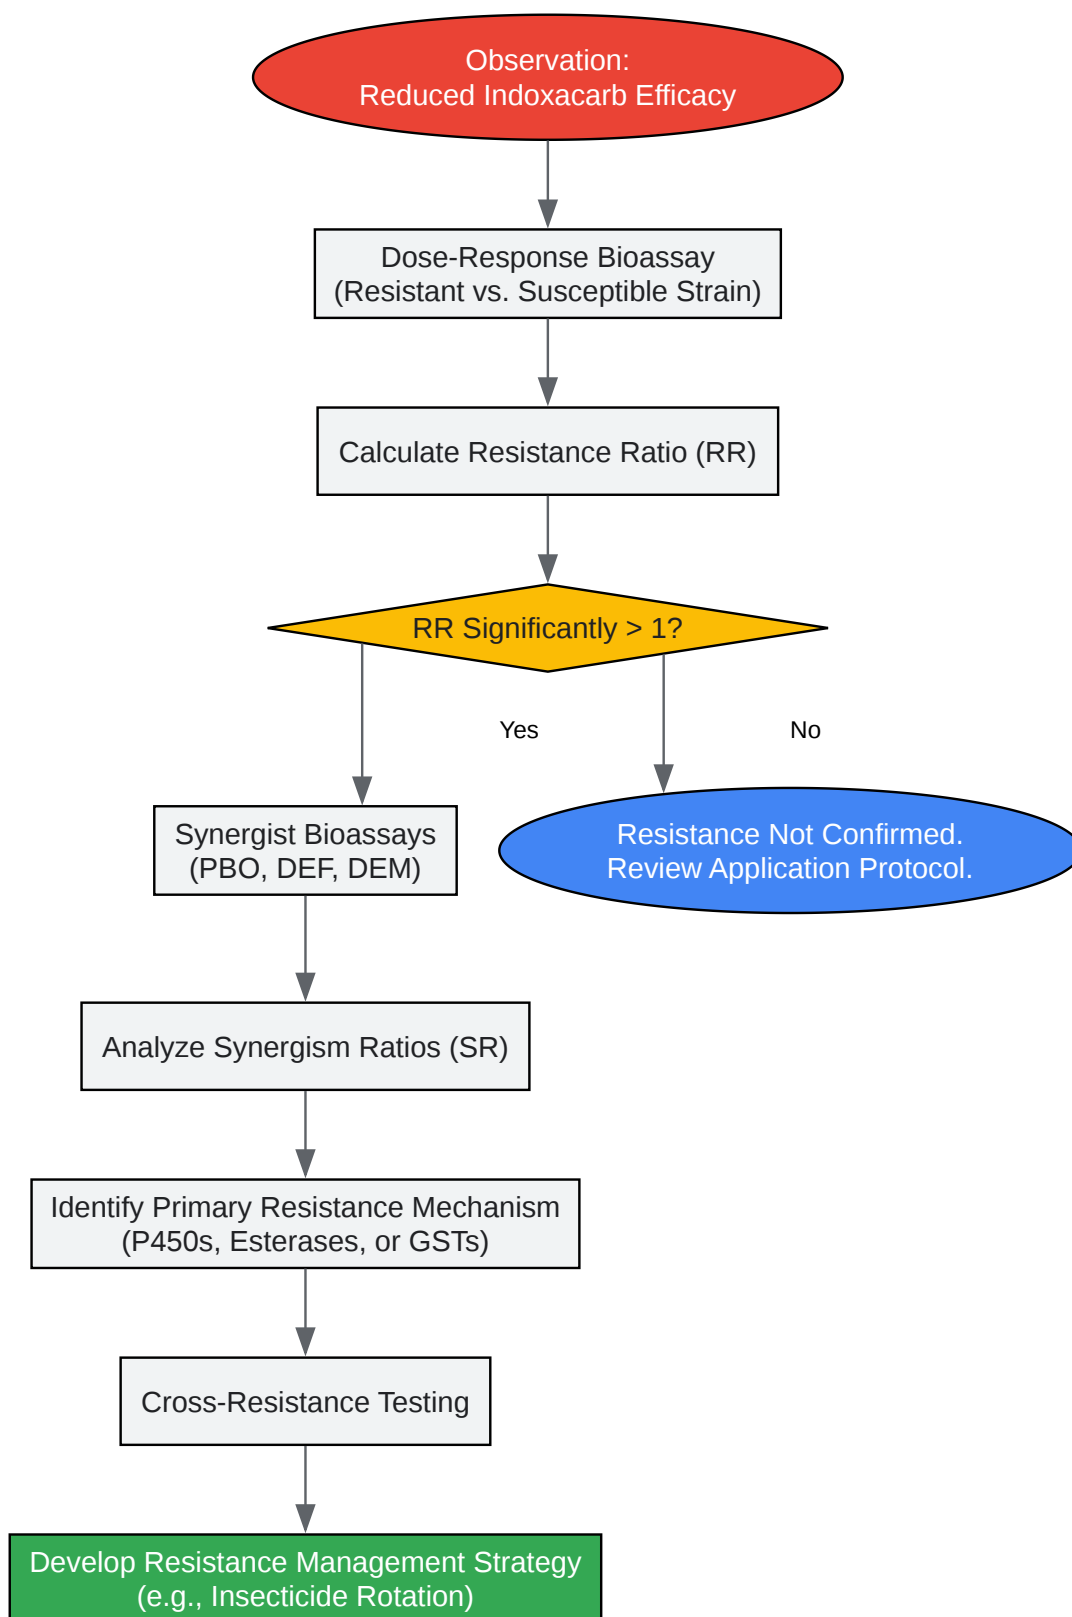 Observation:
Reduced Indoxacarb Efficacy
Dose-Response Bioassay
(Resistant vs. Susceptible Strain)
Calculate Resistance Ratio (RR)
RR Significantly > 1?
Yes
No
Synergist Bioassays
(PBO, DEF, DEM)
Resistance Not Confirmed.
Review Application Protocol.
Analyze Synergism Ratios (SR)
Identify Primary Resistance Mechanism
(P450s, Esterases, or GSTs)
Cross-Resistance Testing
Develop Resistance Management Strategy
(e.g., Insecticide Rotation)